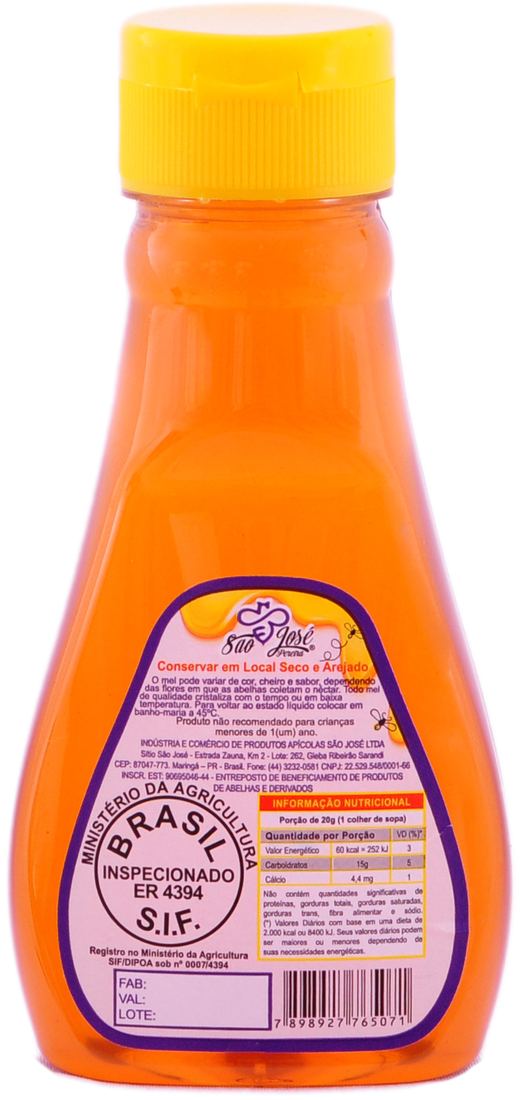 São José
Pereira®
Conservar em Local Seco e Arejado
O mel pode variar de cor, cheiro e sabor, dependendo
das flores em que as abelhas coletam o néctar. Todo mel
de qualidade cristaliza com o tempo ou em baixa
temperatura. Para voltar ao estado líquido colocar em
banho-maria a 45ºC.
Produto não recomendado para crianças
menores de 1(um) ano.
INDÚSTRIA E COMÉRCIO DE PRODUTOS APÍCOLAS SÃO JOSÉ LTDA
Sítio São José - Estrada Zauna, Km 2 - Lote: 262, Gleba Ribeirão Sarandi
CEP: 87047-773. Maringá – PR - Brasil. Fone: (44) 3232-0581 CNPJ: 22.529.548/0001-66
INSCR. EST: 90695046-44 - ENTREPOSTO DE BENEFICIAMENTO DE PRODUTOS
DE ABELHAS E DERIVADOS
MINISTÉRIO DA AGRICULTURA
BRASIL
INSPECIONADO
ER 4394
S.I.F.
Registro no Ministério da Agricultura
SIF/DIPOA sob nº 0007/4394
FAB:
VAL:
LOTE:
INFORMAÇÃO NUTRICIONAL
Porção de 20g (1 colher de sopa)
Quantidade por Porção VD (%)*
Valor Energético 60 kcal = 252 kJ 3
Carboidratos 15g 5
Cálcio 4,4 mg 1
Não contém quantidades significativas de
proteínas, gorduras totais, gorduras saturadas,
gorduras trans, fibra alimentar e sódio.
(*) Valores Diários com base em uma dieta de
2.000 kcal ou 8400 kJ. Seus valores diários podem
ser maiores ou menores dependendo de
suas necessidades energéticas.
7 898927 765071